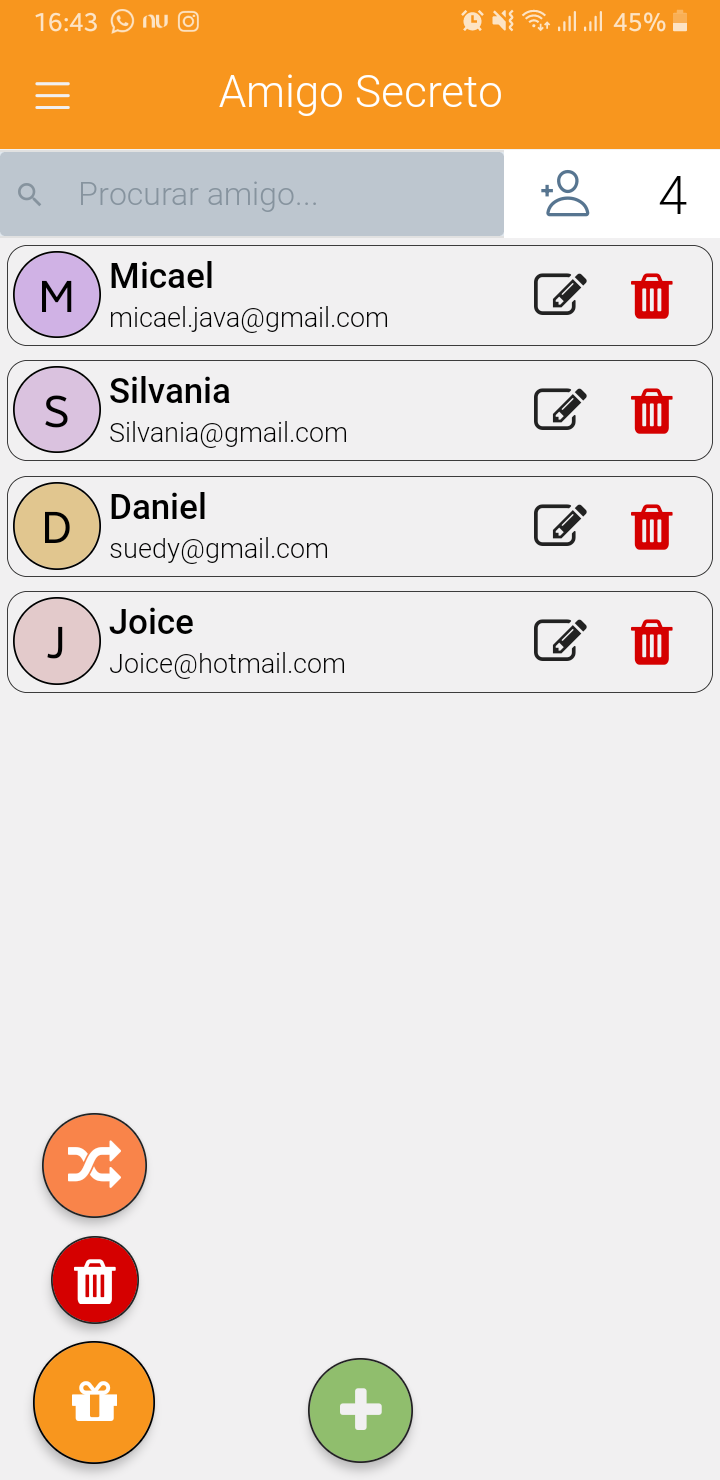 16:43 nu 45%
Amigo Secreto
Procurar amigo... 4
M Micael
micael.java@gmail.com
S Silvania
Silvania@gmail.com
D Daniel
suedy@gmail.com
J Joice
Joice@hotmail.com